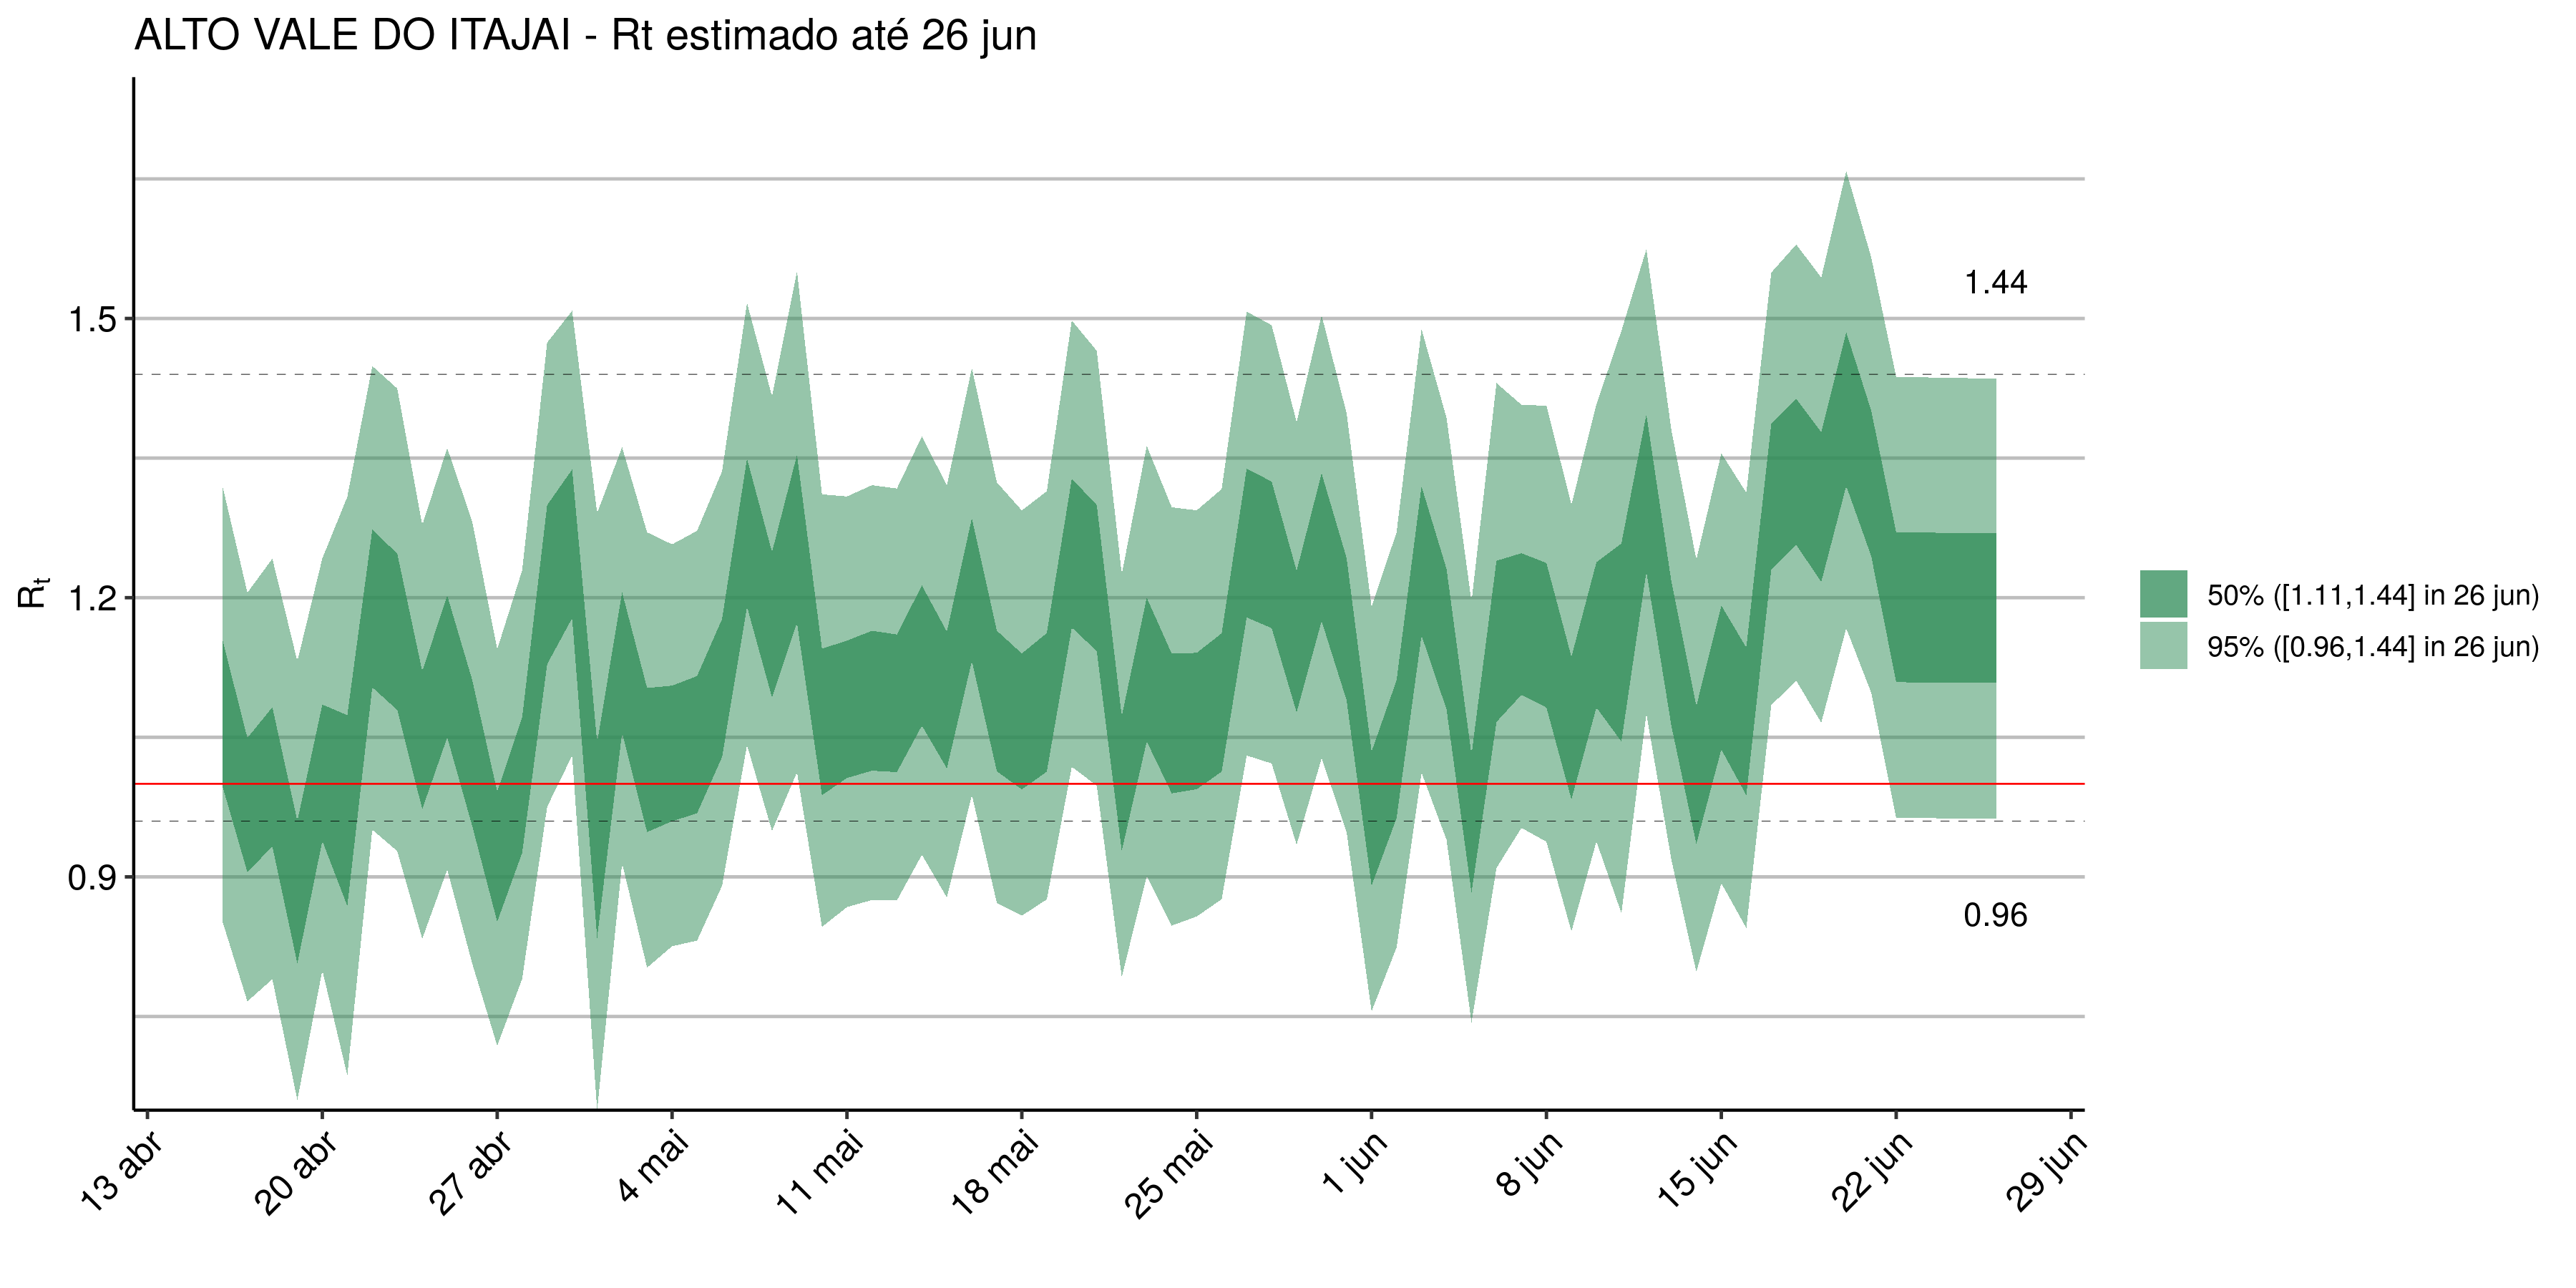 ALTO VALE DO ITAJAI - Rt estimado até 26 jun
1.44
1.5
1.2
0.9
Rt
0.96
50% ([1.11,1.44] in 26 jun)
95% ([0.96,1.44] in 26 jun)
13 abr
20 abr
27 abr
4 mai
11 mai
18 mai
25 mai
1 jun
8 jun
15 jun
22 jun
29 jun